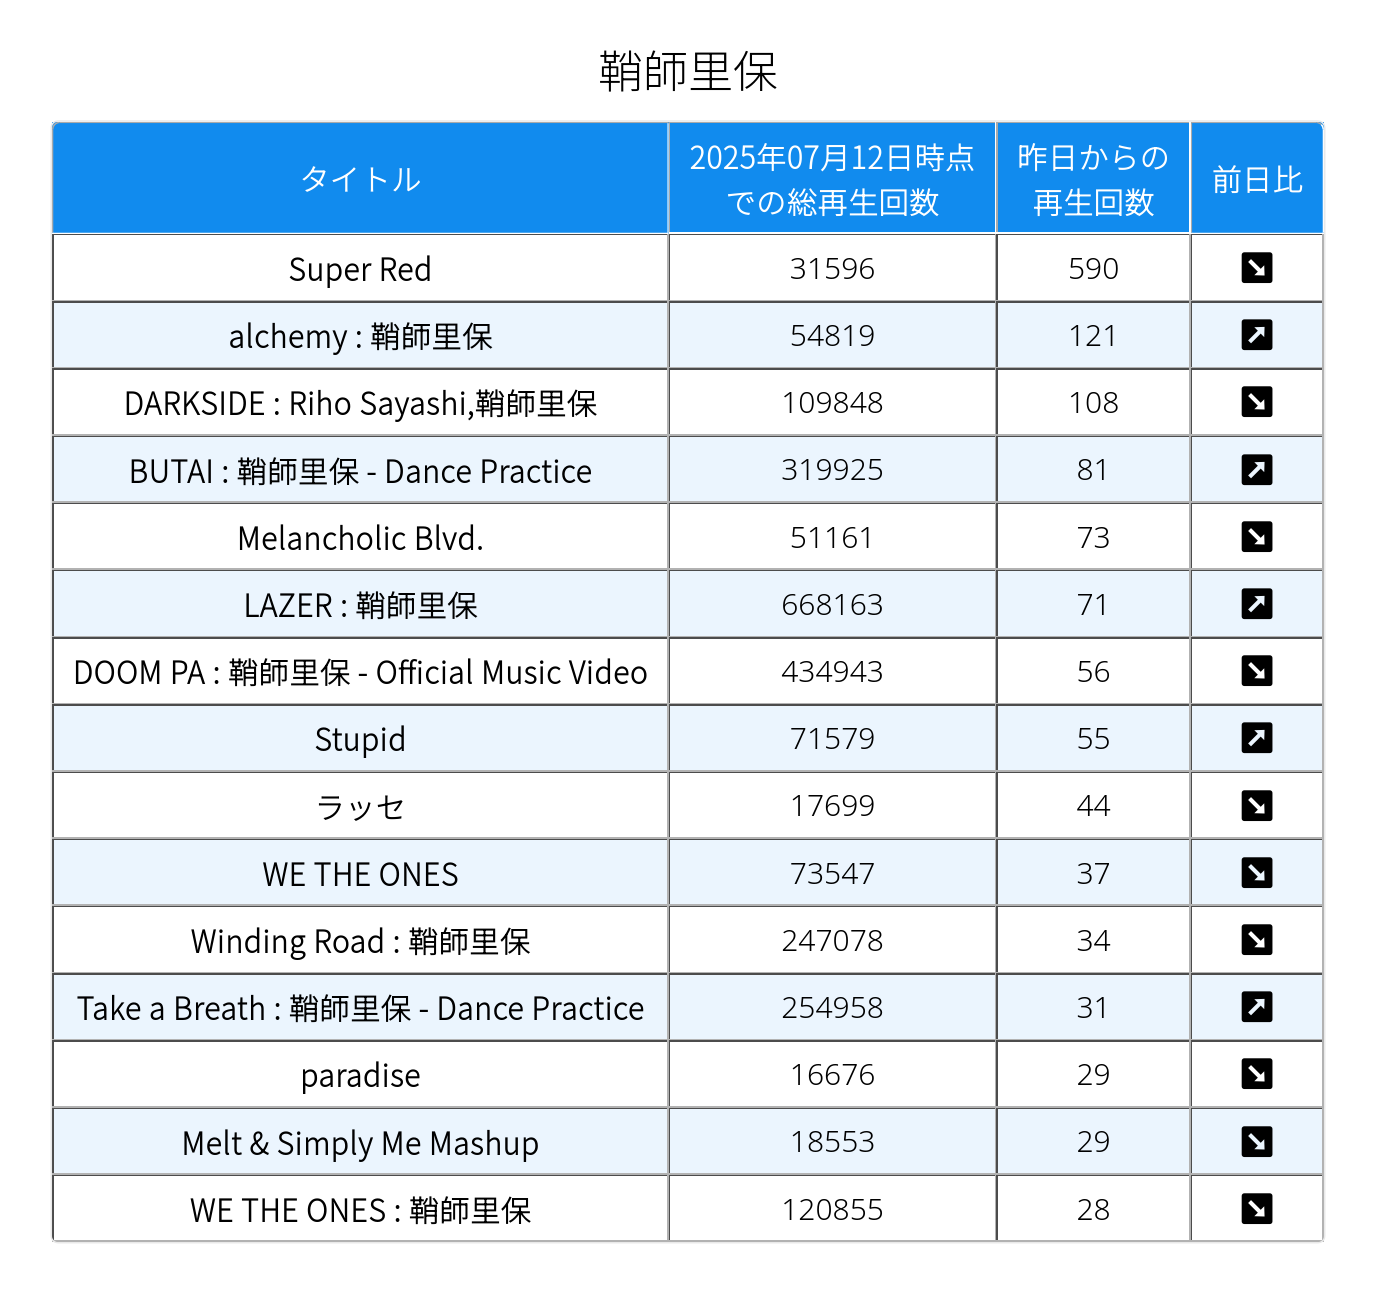 鞘師里保
タイトル 2025年07月12日時点 昨日からの 前日比
での総再生回数 再生回数
Super Red 31596 590 ↘
alchemy : 鞘師里保 54819 121 ↗
DARKSIDE : Riho Sayashi,鞘師里保 109848 108 ↘
BUTAI : 鞘師里保 - Dance Practice 319925 81 ↗
Melancholic Blvd. 51161 73 ↘
LAZER : 鞘師里保 668163 71 ↗
DOOM PA : 鞘師里保 - Official Music Video 434943 56 ↘
Stupid 71579 55 ↗
ラッセ 17699 44 ↘
WE THE ONES 73547 37 ↘
Winding Road : 鞘師里保 247078 34 ↘
Take a Breath : 鞘師里保 - Dance Practice 254958 31 ↗
paradise 16676 29 ↘
Melt & Simply Me Mashup 18553 29 ↘
WE THE ONES : 鞘師里保 120855 28 ↘